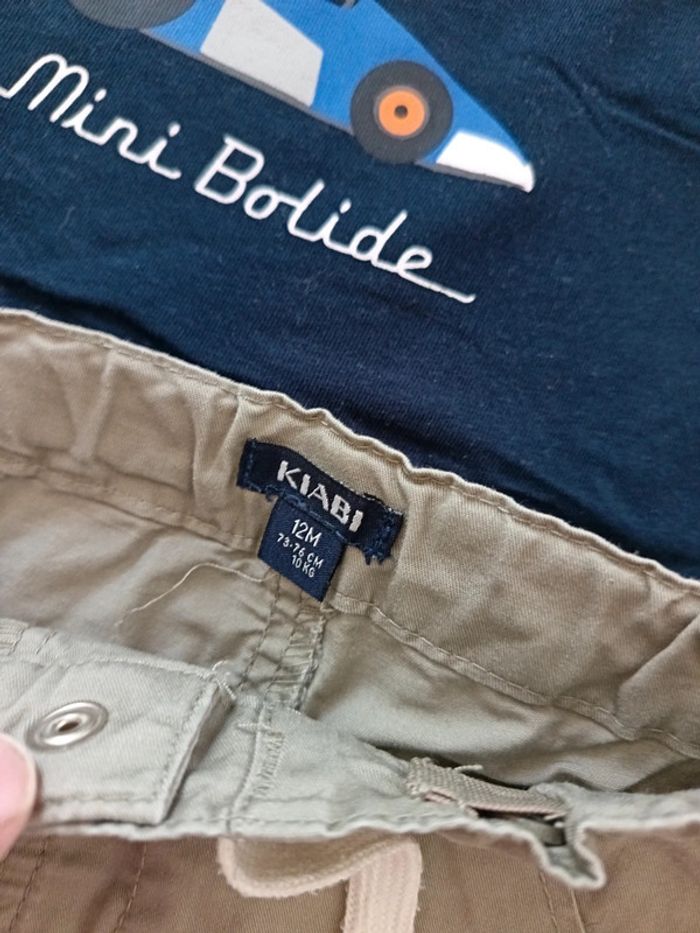 Mini Bolide
KIABI
12M
73-76 CM
10 KG